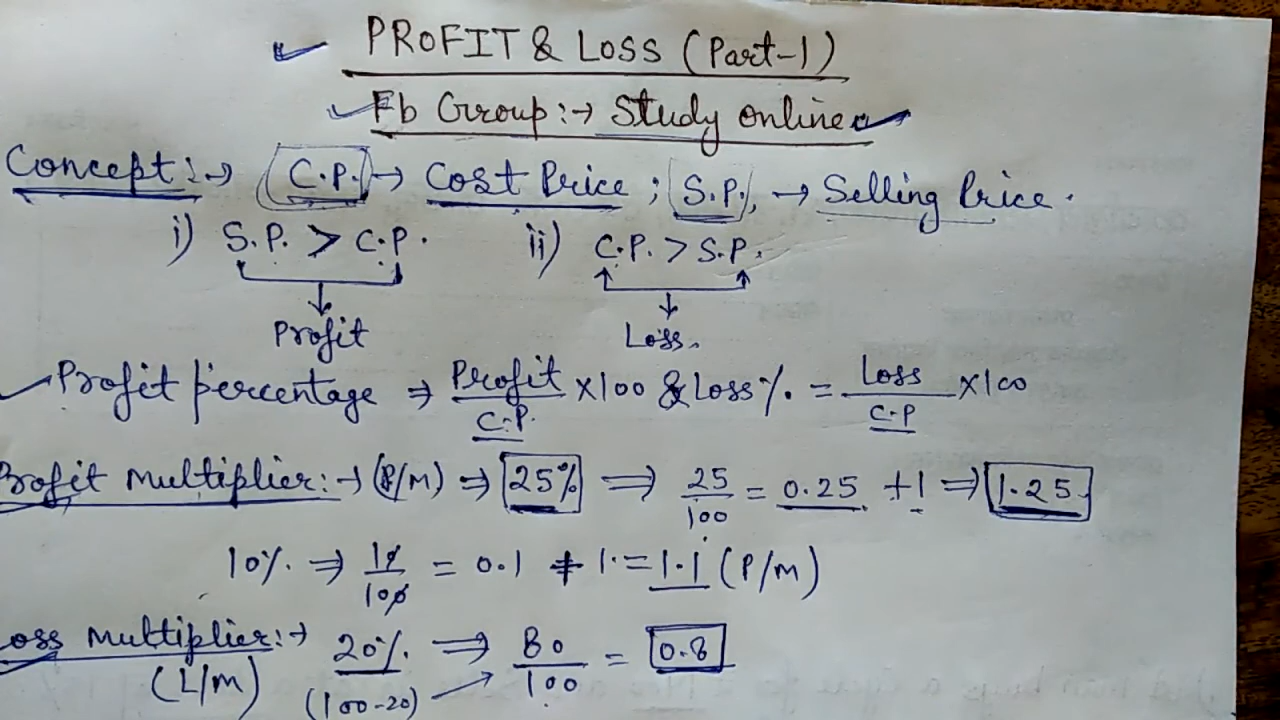 PROFIT & LOSS (Part-1)
Fb Group:→ Study online
Concept:→ C.P. → Cost Price ; S.P. → Selling Price.
i) S.P. > C.P. ii) C.P. > S.P.
Profit Loss.
Profit percentage ⇒ Profit/C.P. ×100 & Loss% = Loss/C.P ×100
Profit Multiplier:→ (P/M) ⇒ 25% ⇒ 25/100 = 0.25 +1 ⇒ 1.25
10% ⇒ 10/100 = 0.1 + 1 = 1.1 (P/M)
Loss Multiplier:→ 20% ⇒ 80/100 = 0.8
(L/M) (100-20)